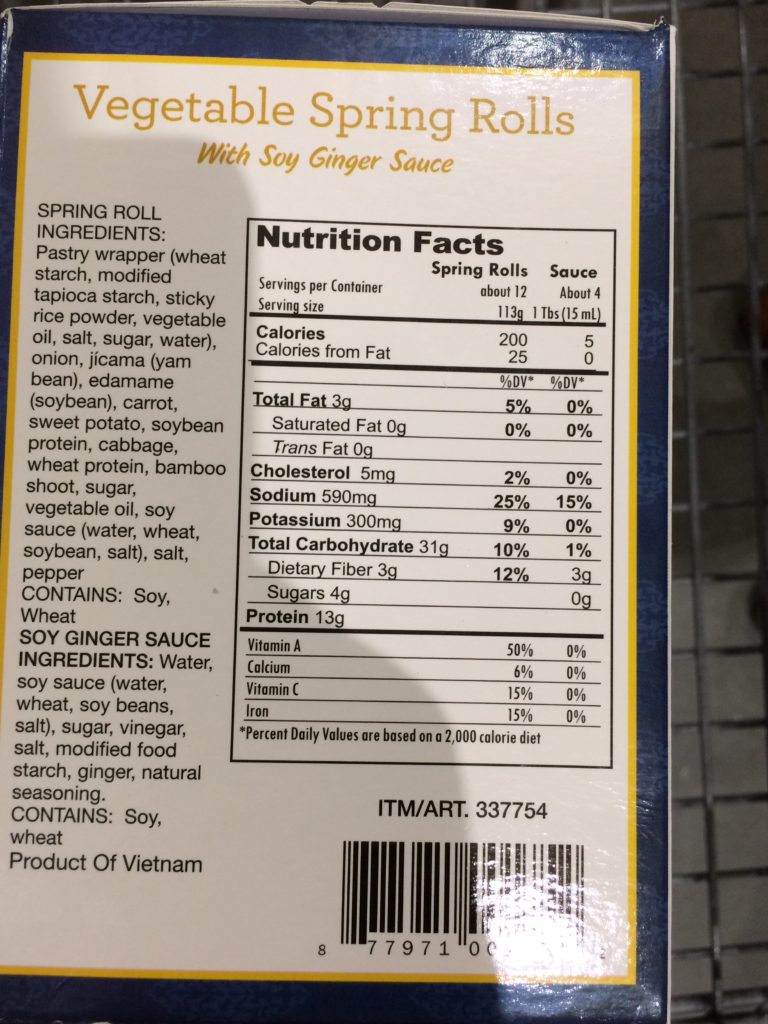 Vegetable Spring Rolls
With Soy Ginger Sauce
SPRING ROLL
INGREDIENTS:
Pastry wrapper (wheat
starch, modified
tapioca starch, sticky
rice powder, vegetable
oil, salt, sugar, water),
onion, jícama (yam
bean), edamame
(soybean), carrot,
sweet potato, soybean
protein, cabbage,
wheat protein, bamboo
shoot, sugar,
vegetable oil, soy
sauce (water, wheat,
soybean, salt), salt,
pepper
CONTAINS: Soy,
Wheat
SOY GINGER SAUCE
INGREDIENTS: Water,
soy sauce (water,
wheat, soy beans,
salt), sugar, vinegar,
salt, modified food
starch, ginger, natural
seasoning.
CONTAINS: Soy,
wheat
Product Of Vietnam
Nutrition Facts
Spring Rolls Sauce
Servings per Container about 12 About 4
Serving size 113g 1 Tbs (15 mL)
Calories 200 5
Calories from Fat 25 0
%DV* %DV*
Total Fat 3g 5% 0%
Saturated Fat 0g 0% 0%
Trans Fat 0g
Cholesterol 5mg 2% 0%
Sodium 590mg 25% 15%
Potassium 300mg 9% 0%
Total Carbohydrate 31g 10% 1%
Dietary Fiber 3g 12% 3g
Sugars 4g 0g
Protein 13g
Vitamin A 50% 0%
Calcium 6% 0%
Vitamin C 15% 0%
Iron 15% 0%
*Percent Daily Values are based on a 2,000 calorie diet
ITM/ART. 337754
8 77971